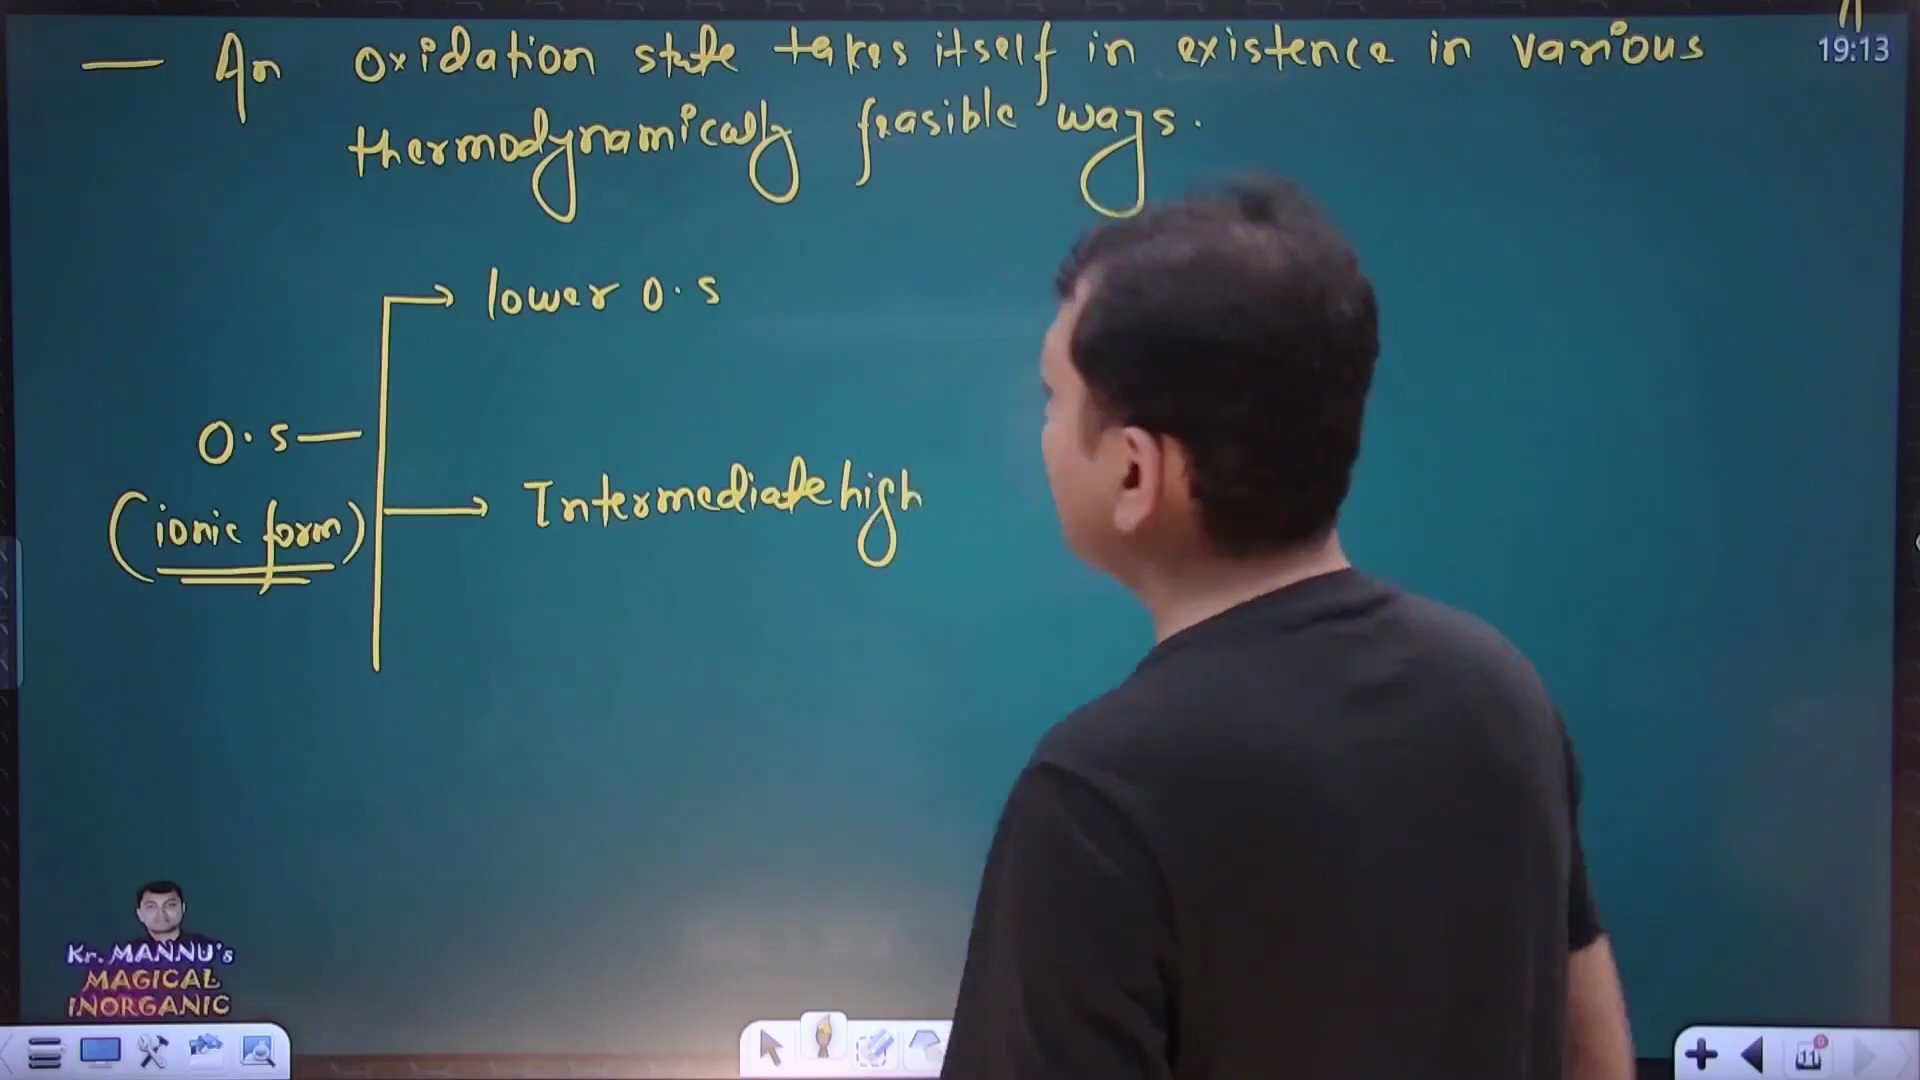 — An oxidation state takes itself in existence in various
thermodynamically feasible ways.
19:13
lower O.S
O.S —
(ionic form)
Intermediate high
Kr. MANNU's
MAGICAL
INORGANIC
11